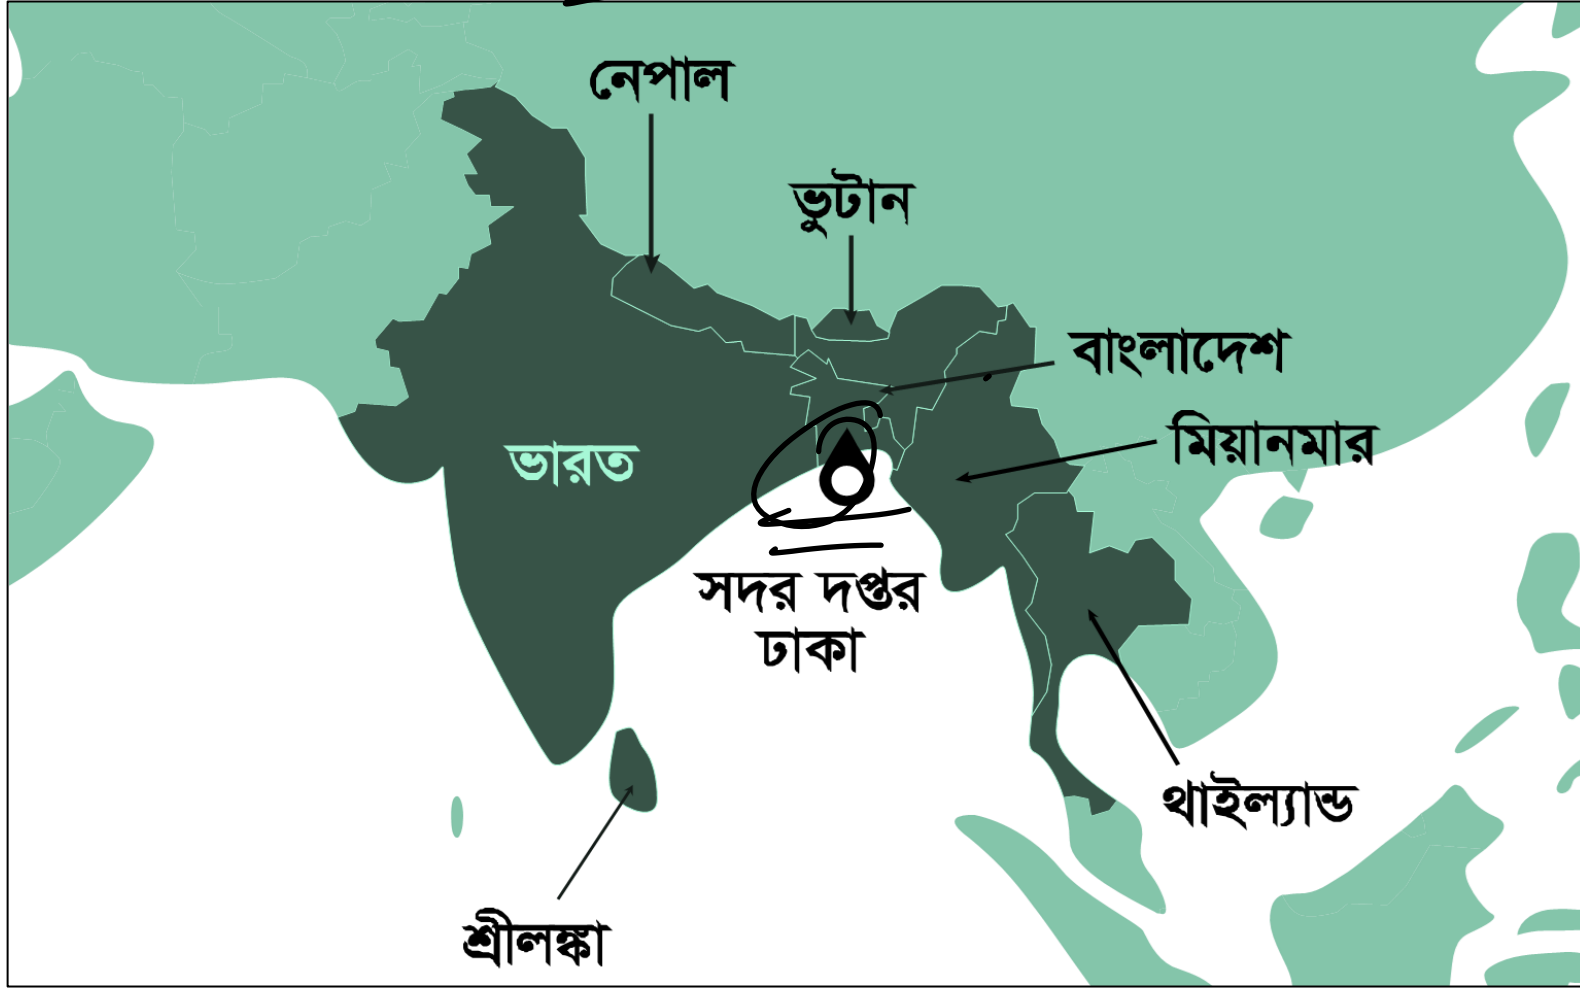 নেপাল
ভুটান
বাংলাদেশ
মিয়ানমার
ভারত
সদর দপ্তর
ঢাকা
থাইল্যান্ড
শ্রীলঙ্কা